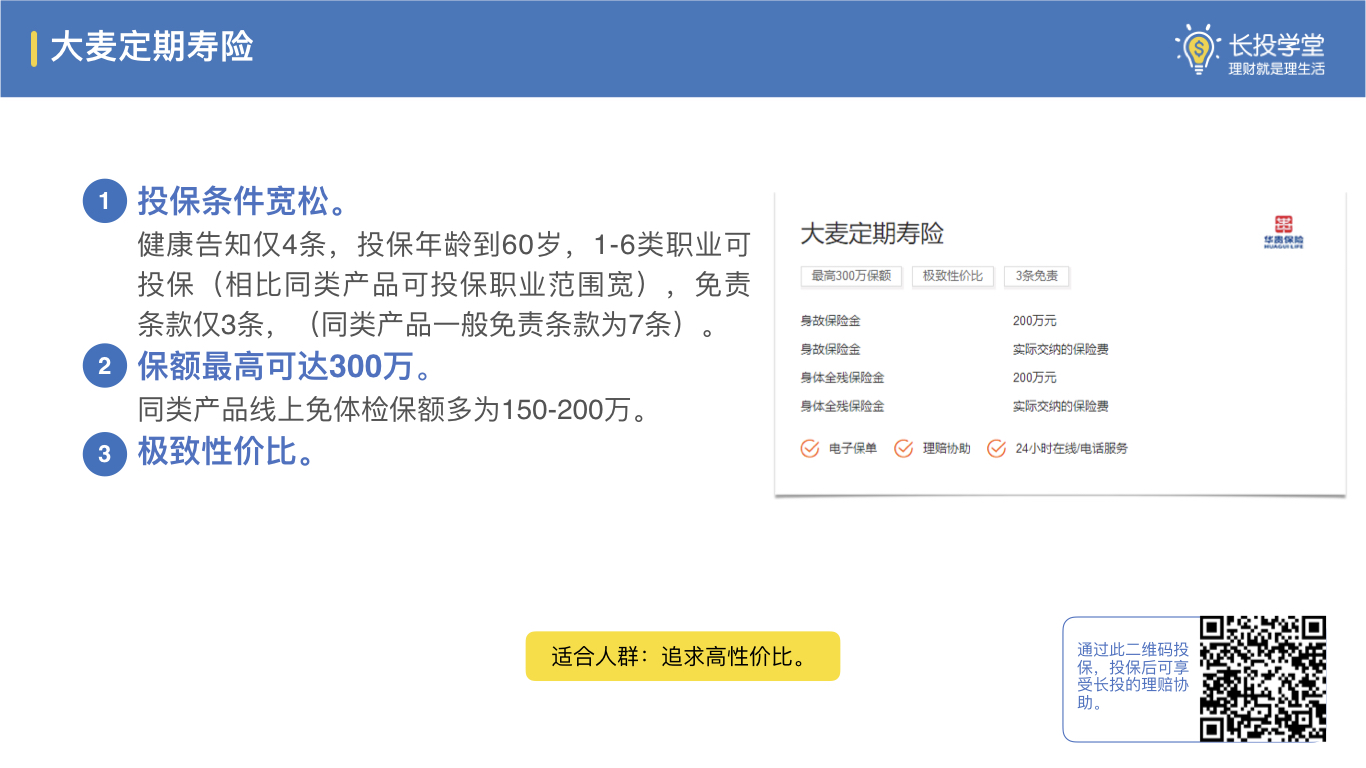 大麦定期寿险
长投学堂
理财就是理生活
1 投保条件宽松。
健康告知仅4条，投保年龄到60岁，1-6类职业可
投保（相比同类产品可投保职业范围宽），免责
条款仅3条，（同类产品一般免责条款为7条）。
2 保额最高可达300万。
同类产品线上免体检保额多为150-200万。
3 极致性价比。
大麦定期寿险
华贵保险
HUAGUI LIFE
最高300万保额 极致性价比 3条免责
身故保险金 200万元
身故保险金 实际交纳的保险费
身体全残保险金 200万元
身体全残保险金 实际交纳的保险费
电子保单 理赔协助 24小时在线/电话服务
适合人群：追求高性价比。
通过此二维码投
保，投保后可享
受长投的理赔协
助。